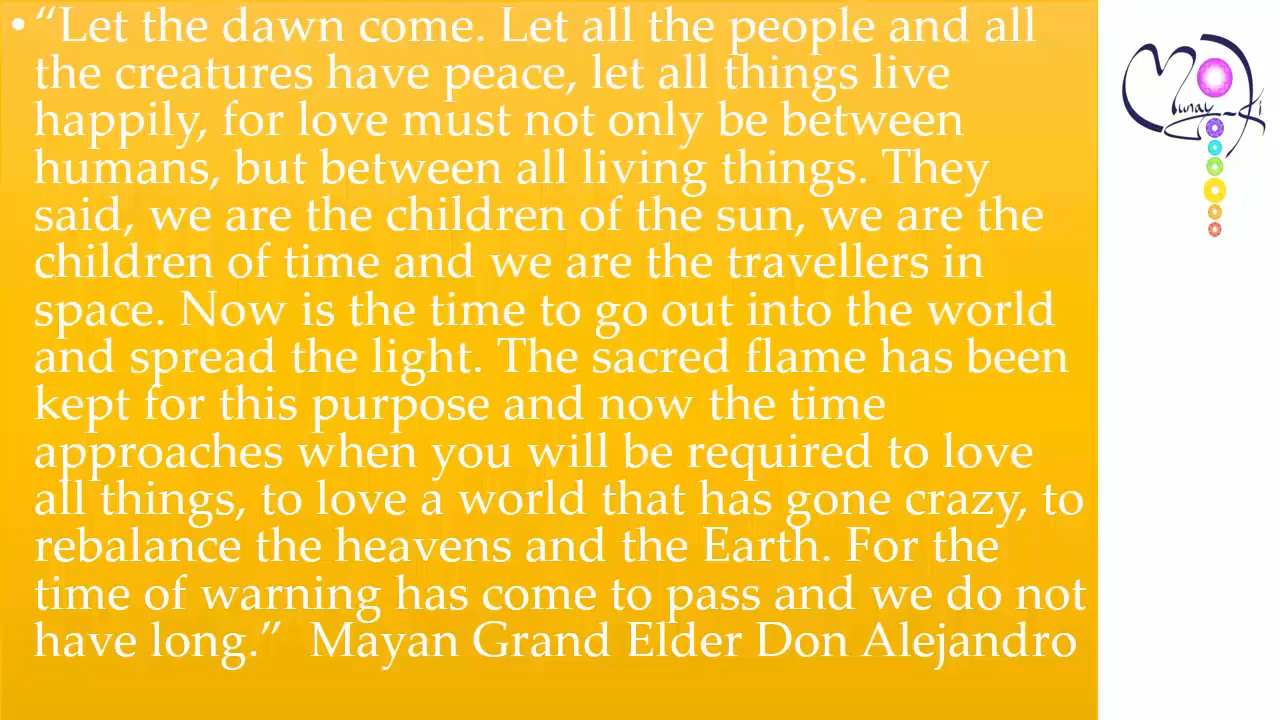 • “Let the dawn come. Let all the people and all
the creatures have peace, let all things live
happily, for love must not only be between
humans, but between all living things. They
said, we are the children of the sun, we are the
children of time and we are the travellers in
space. Now is the time to go out into the world
and spread the light. The sacred flame has been
kept for this purpose and now the time
approaches when you will be required to love
all things, to love a world that has gone crazy, to
rebalance the heavens and the Earth. For the
time of warning has come to pass and we do not
have long.” Mayan Grand Elder Don Alejandro
Munay-Ki